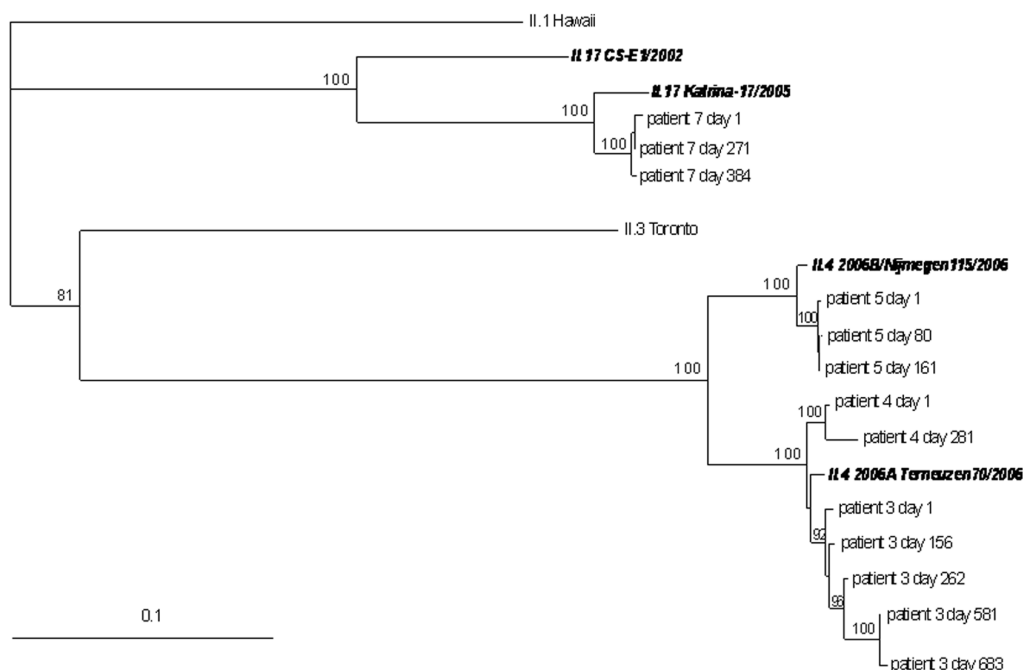 II.1 Hawaii
II.17 CS-E1/2002
100
II.17 Katrina-17/2005
100
patient 7 day 1
100
patient 7 day 271
patient 7 day 384
II.3 Toronto
II.4 2006B/Nijmegen115/2006
100
81
patient 5 day 1
100
patient 5 day 80
100
patient 5 day 161
patient 4 day 1
100
patient 4 day 281
100
II.4 2006A Terneuzen70/2006
patient 3 day 1
92
patient 3 day 156
patient 3 day 262
96
0.1
patient 3 day 581
100
patient 3 day 683